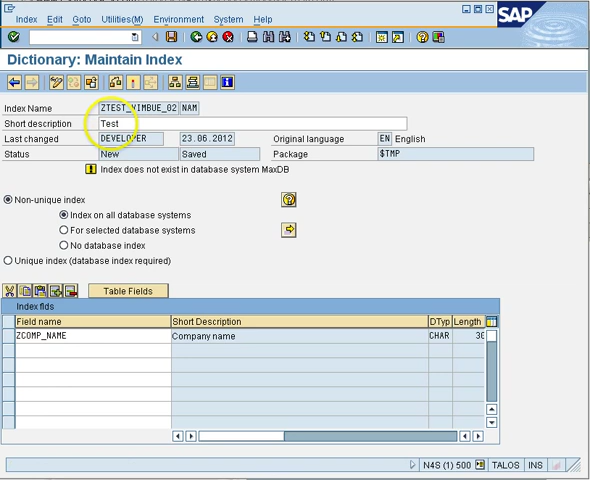 Index Edit Goto Utilities(M) Environment System Help
SAP
Dictionary: Maintain Index
Index Name ZTEST_NIMBUE_02 NAM
Short description Test
Last changed DEVELOPER 23.06.2012 Original language EN English
Status New Saved Package $TMP
Index does not exist in database system MaxDB
Non-unique index
Index on all database systems
For selected database systems
No database index
Unique index (database index required)
Table Fields
Index flds
Field name Short Description DTyp Length
ZCOMP_NAME Company name CHAR
N4S (1) 500 TALOS INS